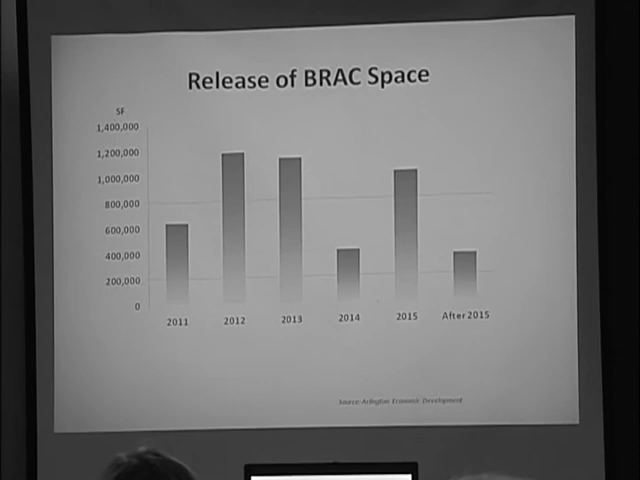 Release of BRAC Space
SF
1,400,000
1,200,000
1,000,000
800,000
600,000
400,000
200,000
0
2011 2012 2013 2014 2015 After 2015
Source: Arlington Economic Development